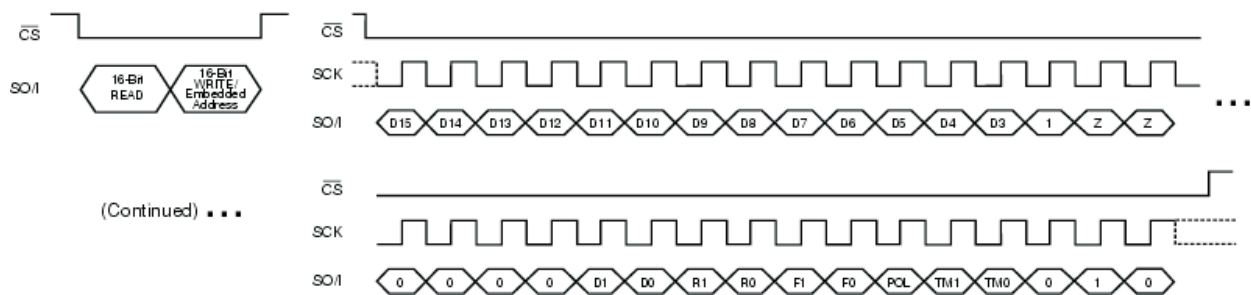 CS
SO/I
16-Bit
READ
16-Bit
WRITE/
Embedded
Address
CS
SCK
SO/I
D15 D14 D13 D12 D11 D10 D9 D8 D7 D6 D5 D4 D3 1 Z Z
...
(Continued) ...
CS
SCK
SO/I
0 0 0 0 D1 D0 R1 R0 F1 F0 POL TM1 TM0 0 1 0